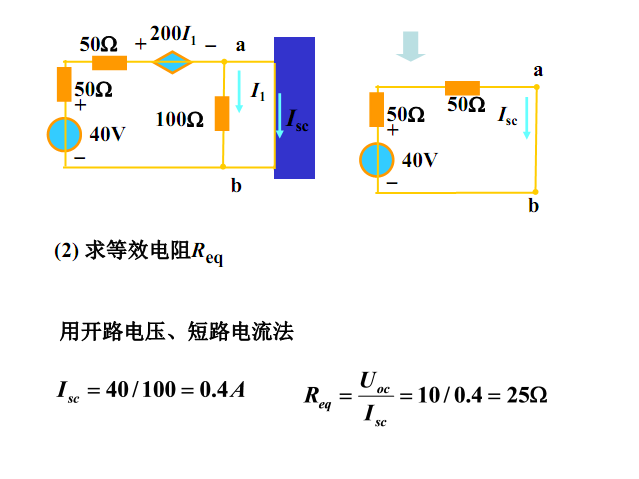 50Ω + 200I₁ − a
50Ω
+
40V
−
100Ω
I₁
Isc
b
a
50Ω
50Ω
Isc
+
40V
−
b
(2) 求等效电阻Req
用开路电压、短路电流法
Isc = 40/100 = 0.4A
Req = Uoc/Isc = 10/0.4 = 25Ω